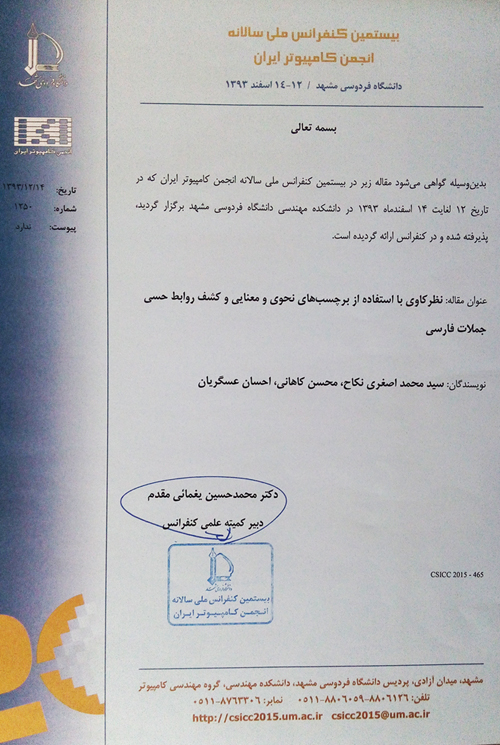 بیستمین کنفرانس ملی سالانه
انجمن کامپیوتر ایران
دانشگاه فردوسی مشهد / ۱۲-۱۴ اسفند ۱۳۹۳
دانشگاه فردوسی مشهد
انجمن کامپیوتر ایران
تاریخ: ۱۳۹۳/۱۲/۱۴
شماره: ۱۲۵۰
پیوست: ندارد
بسمه تعالی
بدین‌وسیله گواهی می‌شود مقاله زیر در بیستمین کنفرانس ملی سالانه انجمن کامپیوتر ایران که در
تاریخ ۱۲ لغایت ۱۴ اسفندماه ۱۳۹۳ در دانشکده مهندسی دانشگاه فردوسی مشهد برگزار گردید،
پذیرفته شده و در کنفرانس ارائه گردیده است.
عنوان مقاله: نظرکاوی با استفاده از برچسب‌های نحوی و معنایی و کشف روابط حسی
جملات فارسی
نویسندگان: سید محمد اصغری نکاح، محسن کاهانی، احسان عسگریان
دکتر محمدحسین یغمائی مقدم
دبیر کمیته علمی کنفرانس
دانشگاه فردوسی مشهد
بیستمین کنفرانس ملی سالانه
انجمن کامپیوتر ایران
CSICC 2015 - 465
مشهد، میدان آزادی، پردیس دانشگاه فردوسی مشهد، دانشکده مهندسی، گروه مهندسی کامپیوتر
تلفن: ۸۸۰۶۱۲۶-۸۸۰۶۰۵۹-۰۵۱۱ نمابر: ۸۷۶۳۳۰۶-۰۵۱۱
http://csicc2015.um.ac.ir csicc2015@um.ac.ir